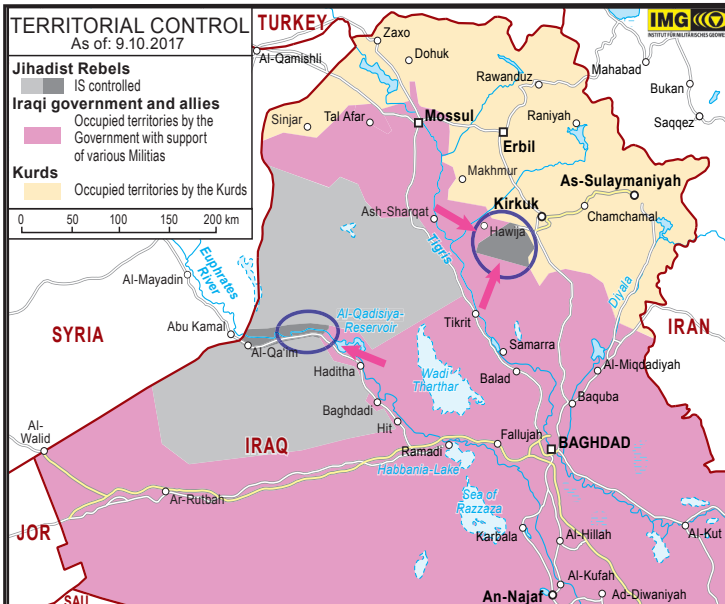 TERRITORIAL CONTROL
As of: 9.10.2017
Jihadist Rebels
IS controlled
Iraqi government and allies
Occupied territories by the
Government with support
of various Militias
Kurds
Occupied territories by the Kurds
0 50 100 150 200 km
IMG
INSTITUT FÜR MILITÄRISCHES GEOWE
TURKEY
Zaxo
Al-Qamishli
Dohuk
Mahabad
Rawanduz
Bukan
Sinjar
Tal Afar
Mossul
Raniyah
Saqqez
Erbil
Makhmur
As-Sulaymaniyah
Kirkuk
Chamchamal
Ash-Sharqat
Hawija
Tigris
Euphrates
River
Al-Mayadin
Diyala
SYRIA
Abu Kamal
Al-Qadisiya-
Reservoir
Tikrit
IRAN
Al-Qa'im
Samarra
Haditha
Wadi
Tharthar
Balad
Al-Miqdadiyah
Baghdadi
Baquba
Al-
Walid
Hit
IRAQ
Ramadi
Fallujah
BAGHDAD
Habbania-Lake
Ar-Rutbah
Sea of
Razzaza
JOR
Karbala
Al-Hillah
Al-Kut
Al-Kufah
An-Najaf
Ad-Diwaniyah
SAU